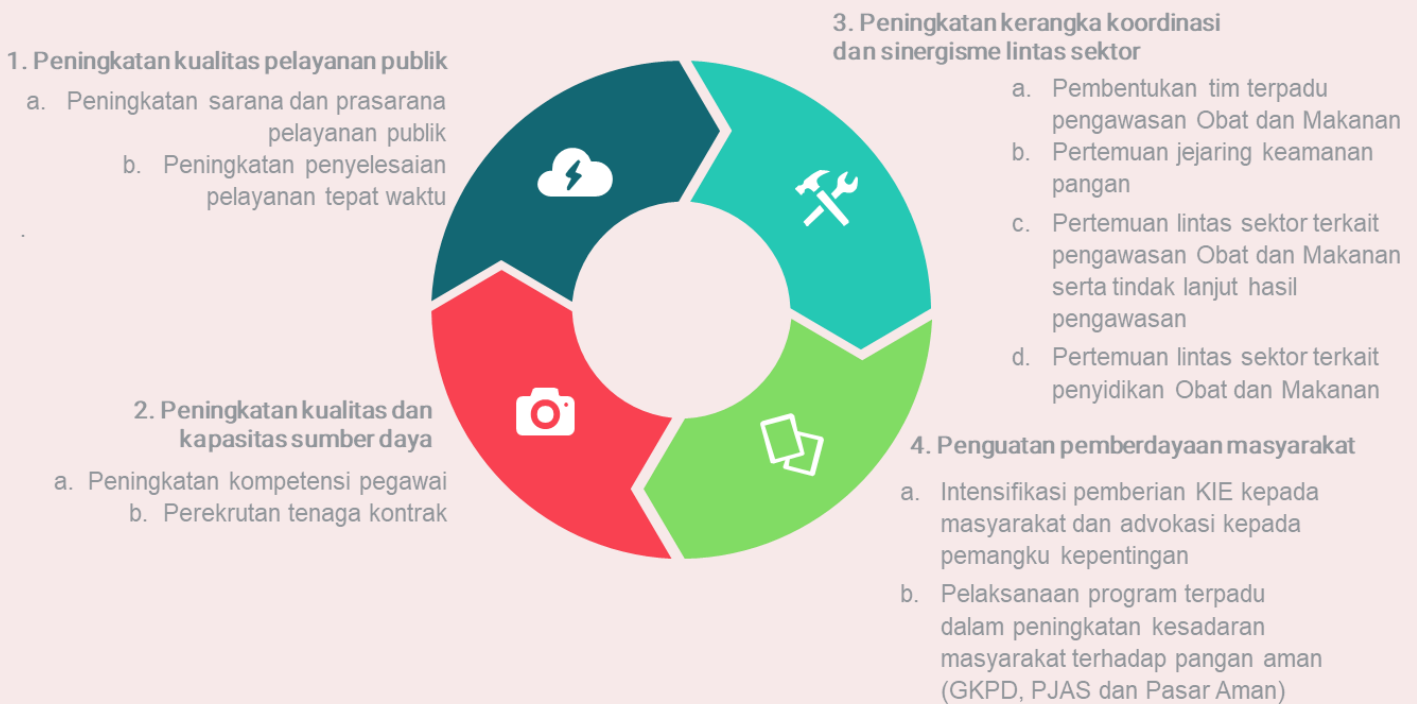 1. Peningkatan kualitas pelayanan publik
a. Peningkatan sarana dan prasarana
pelayanan publik
b. Peningkatan penyelesaian
pelayanan tepat waktu
.
2. Peningkatan kualitas dan
kapasitas sumber daya
a. Peningkatan kompetensi pegawai
b. Perekrutan tenaga kontrak
3. Peningkatan kerangka koordinasi
dan sinergisme lintas sektor
a. Pembentukan tim terpadu
pengawasan Obat dan Makanan
b. Pertemuan jejaring keamanan
pangan
c. Pertemuan lintas sektor terkait
pengawasan Obat dan Makanan
serta tindak lanjut hasil
pengawasan
d. Pertemuan lintas sektor terkait
penyidikan Obat dan Makanan
4. Penguatan pemberdayaan masyarakat
a. Intensifikasi pemberian KIE kepada
masyarakat dan advokasi kepada
pemangku kepentingan
b. Pelaksanaan program terpadu
dalam peningkatan kesadaran
masyarakat terhadap pangan aman
(GKPD, PJAS dan Pasar Aman)